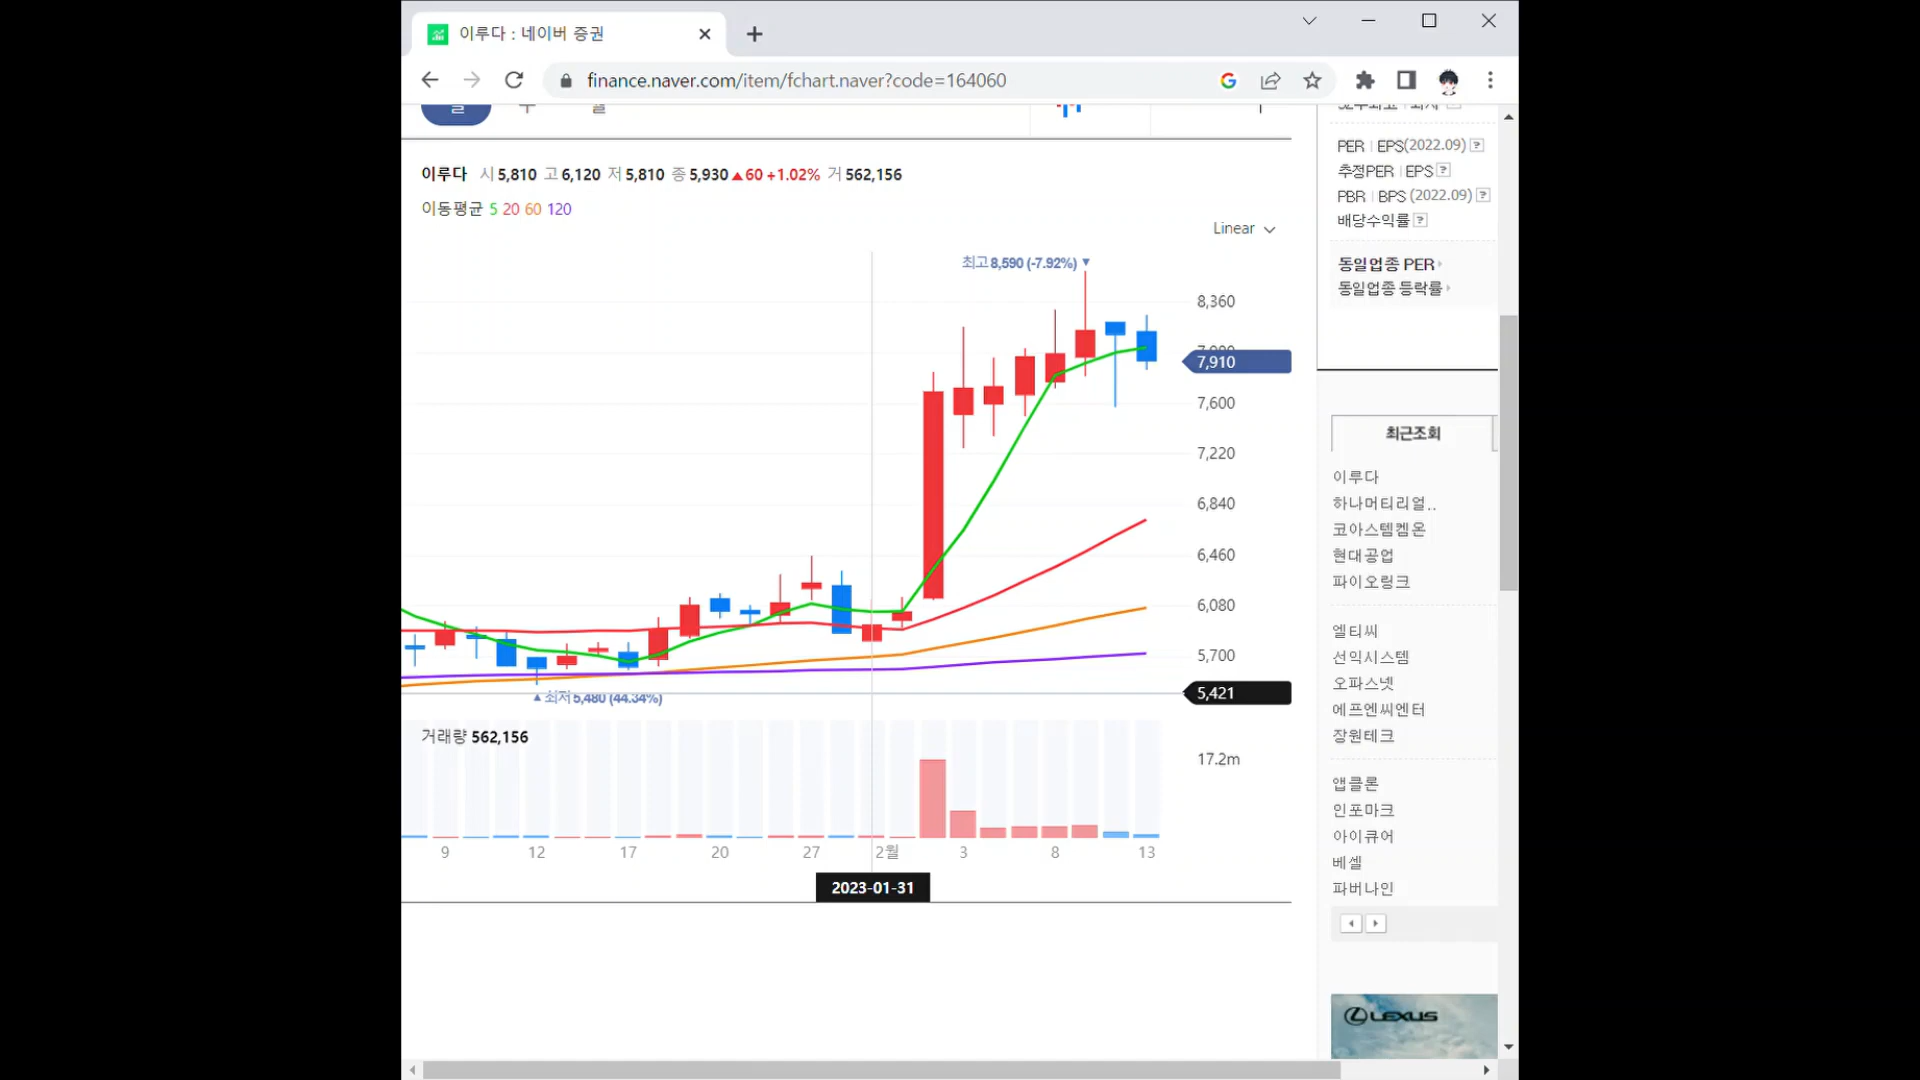 이루다 : 네이버 증권
finance.naver.com/item/fchart.naver?code=164060
이루다 시 5,810 고 6,120 저 5,810 종 5,930 ▲60 +1.02% 거 562,156
이동평균 5 20 60 120
Linear
최고 8,590 (-7.92%) ▼
8,360
7,910
7,600
7,220
6,840
6,460
6,080
5,700
5,421
▲ 최저 5,480 (44.34%)
거래량 562,156
17.2m
9 12 17 20 27 2월 3 8 13
2023-01-31
PER | EPS(2022.09) ?
추정PER | EPS ?
PBR | BPS (2022.09) ?
배당수익률 ?
동일업종 PER
동일업종 등락률
최근조회
이루다
하나머티리얼..
코아스템켐온
현대공업
파이오링크
엘티씨
선익시스템
오파스넷
에프엔씨엔터
장원테크
앱클론
인포마크
아이큐어
베셀
파버나인
LEXUS